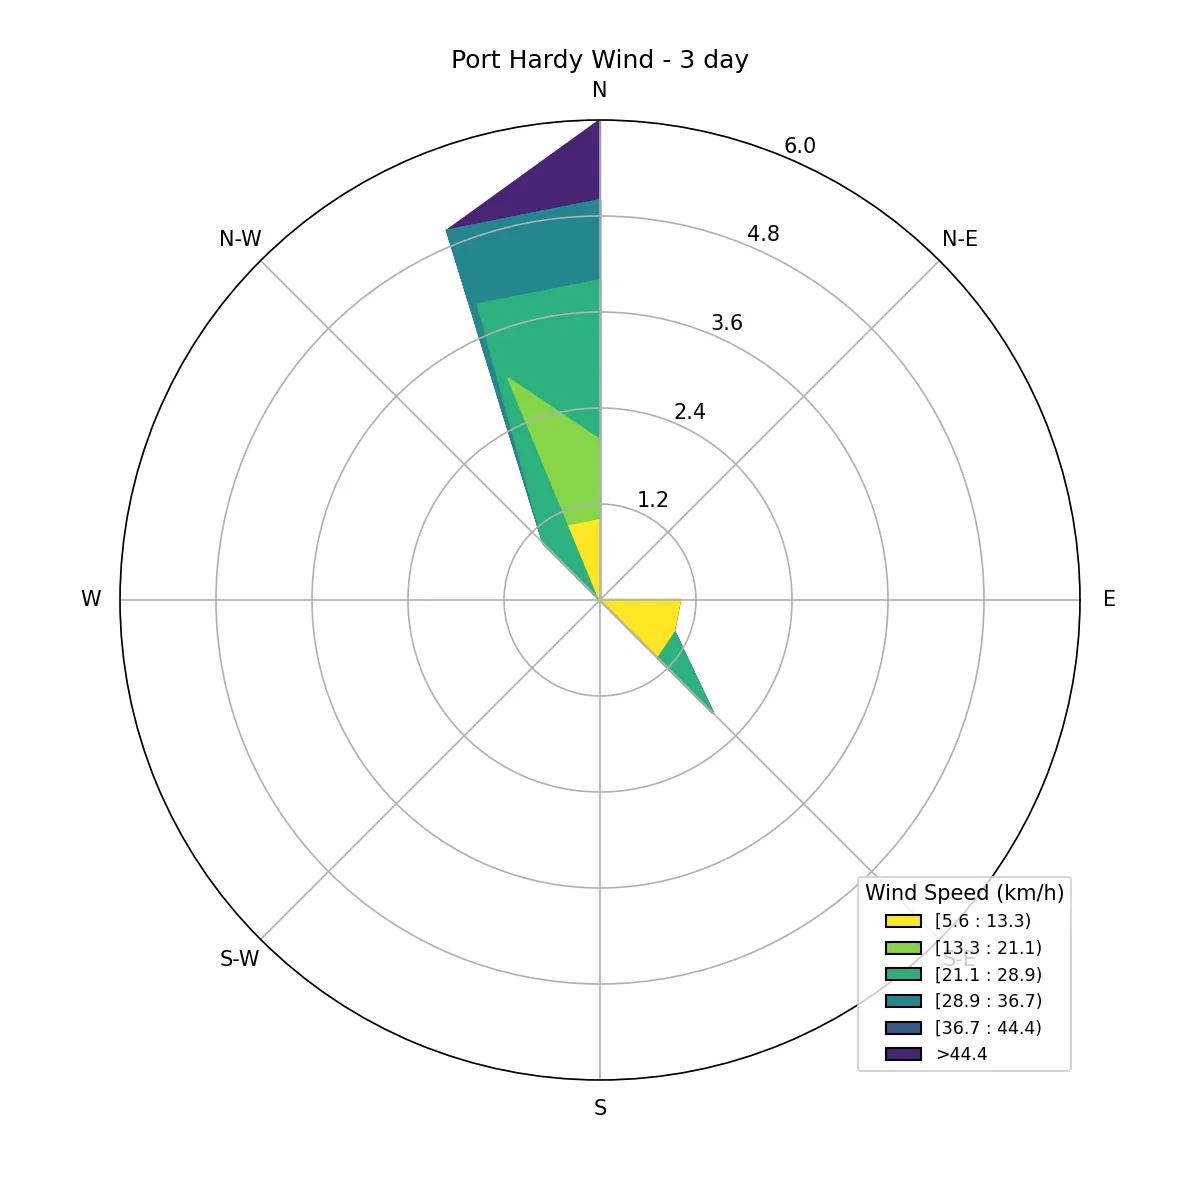 Port Hardy Wind - 3 day
N
6.0
N-W
4.8
N-E
3.6
2.4
1.2
W
E
Wind Speed (km/h)
[5.6 : 13.3)
[13.3 : 21.1)
S-W
S-E
[21.1 : 28.9)
[28.9 : 36.7)
[36.7 : 44.4)
>44.4
S